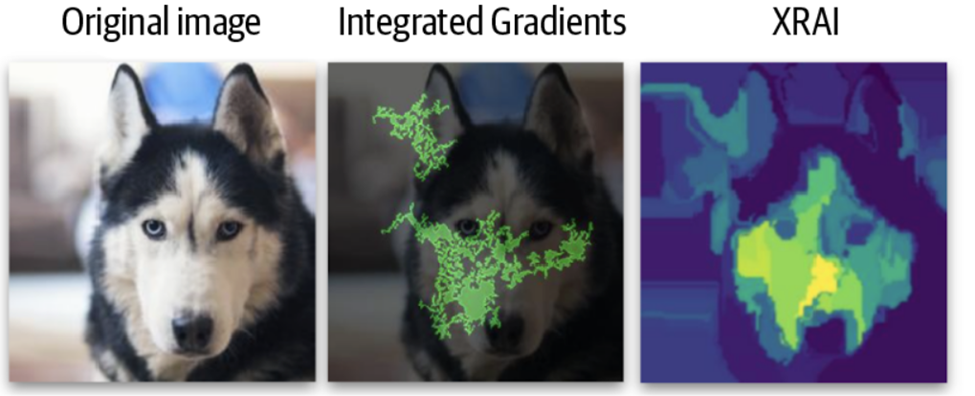 Original image
Integrated Gradients
XRAI